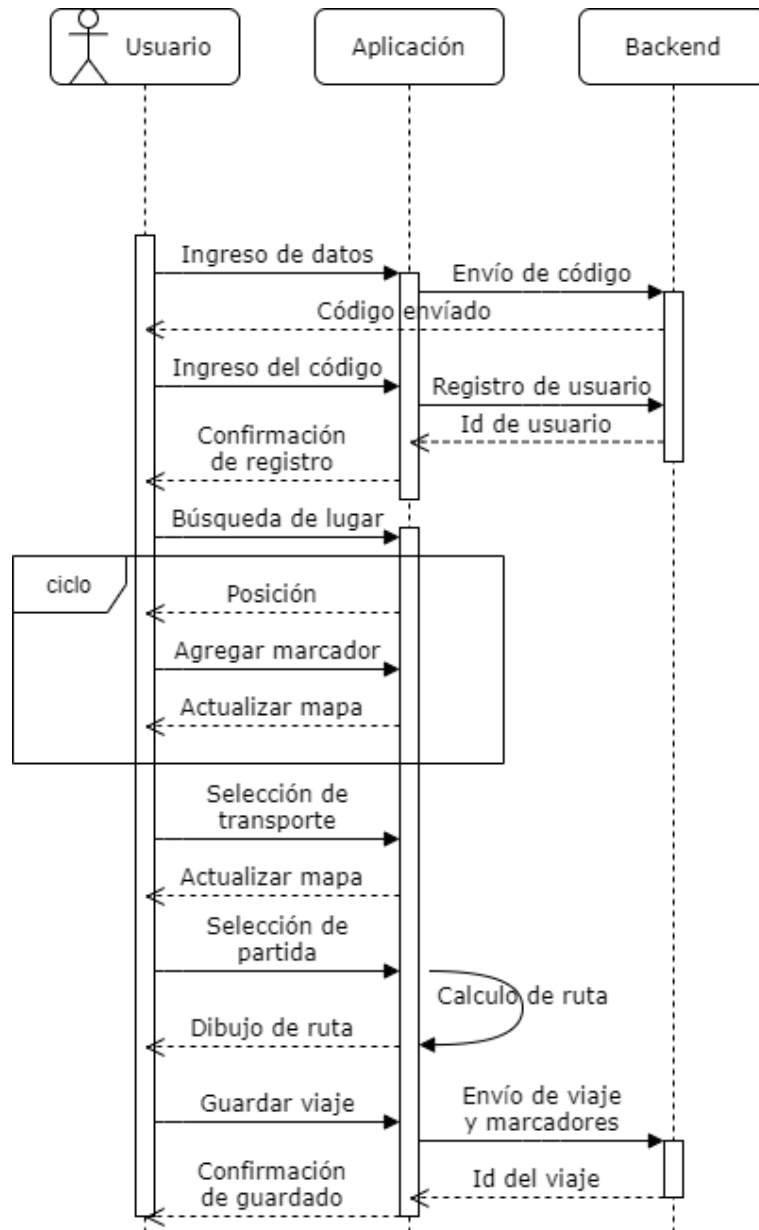 Usuario
Aplicación
Backend
Ingreso de datos
Envío de código
Código envíado
Ingreso del código
Registro de usuario
Id de usuario
Confirmación
de registro
Búsqueda de lugar
ciclo
Posición
Agregar marcador
Actualizar mapa
Selección de
transporte
Actualizar mapa
Selección de
partida
Calculo de ruta
Dibujo de ruta
Guardar viaje
Envío de viaje
y marcadores
Id del viaje
Confirmación
de guardado